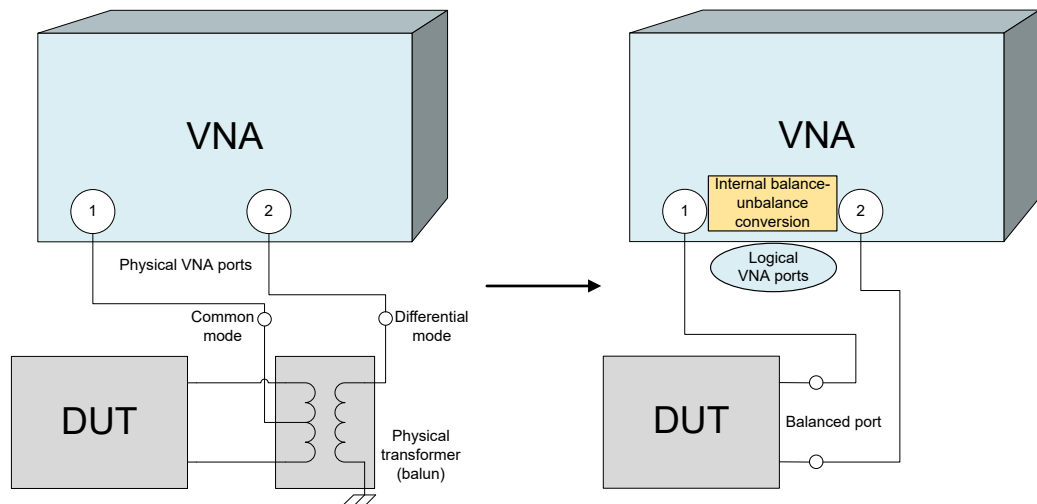 VNA
1
2
Physical VNA ports
Common
mode
Differential
mode
DUT
Physical
transformer
(balun)
VNA
1
Internal balance-
unbalance
conversion
2
Logical
VNA ports
DUT
Balanced port